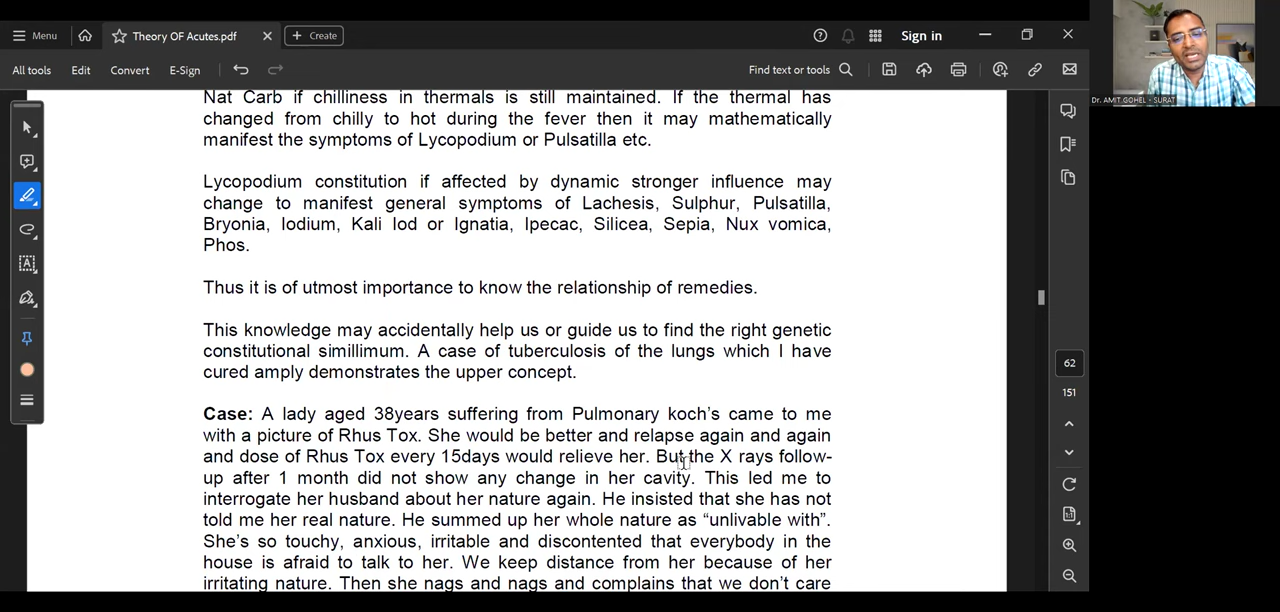 Menu
Theory OF Acutes.pdf
Create
Sign in
All tools
Edit
Convert
E-Sign
Find text or tools
Nat Carb if chilliness in thermals is still maintained. If the thermal has
changed from chilly to hot during the fever then it may mathematically
manifest the symptoms of Lycopodium or Pulsatilla etc.
Lycopodium constitution if affected by dynamic stronger influence may
change to manifest general symptoms of Lachesis, Sulphur, Pulsatilla,
Bryonia, Iodium, Kali Iod or Ignatia, Ipecac, Silicea, Sepia, Nux vomica,
Phos.
Thus it is of utmost importance to know the relationship of remedies.
This knowledge may accidentally help us or guide us to find the right genetic
constitutional simillimum. A case of tuberculosis of the lungs which I have
cured amply demonstrates the upper concept.
Case: A lady aged 38years suffering from Pulmonary koch's came to me
with a picture of Rhus Tox. She would be better and relapse again and again
and dose of Rhus Tox every 15days would relieve her. But the X rays follow-
up after 1 month did not show any change in her cavity. This led me to
interrogate her husband about her nature again. He insisted that she has not
told me her real nature. He summed up her whole nature as “unlivable with”.
She's so touchy, anxious, irritable and discontented that everybody in the
house is afraid to talk to her. We keep distance from her because of her
irritating nature. Then she nags and nags and complains that we don't care
62
151
1:1
Dr. AMIT GOHEL - SURAT